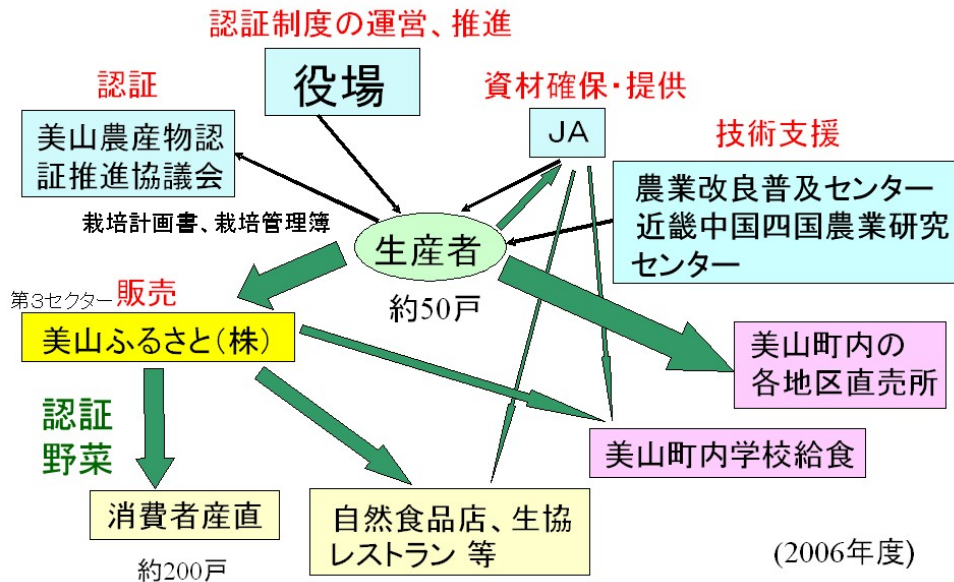 認証制度の運営、推進
役場
認証
美山農産物認
証推進協議会
資材確保・提供
JA
技術支援
農業改良普及センター
近畿中国四国農業研究
センター
栽培計画書、栽培管理簿
生産者
約50戸
第3セクター 販売
美山ふるさと(株)
美山町内の
各地区直売所
認証
野菜
美山町内学校給食
消費者産直
約200戸
自然食品店、生協
レストラン 等
(2006年度)